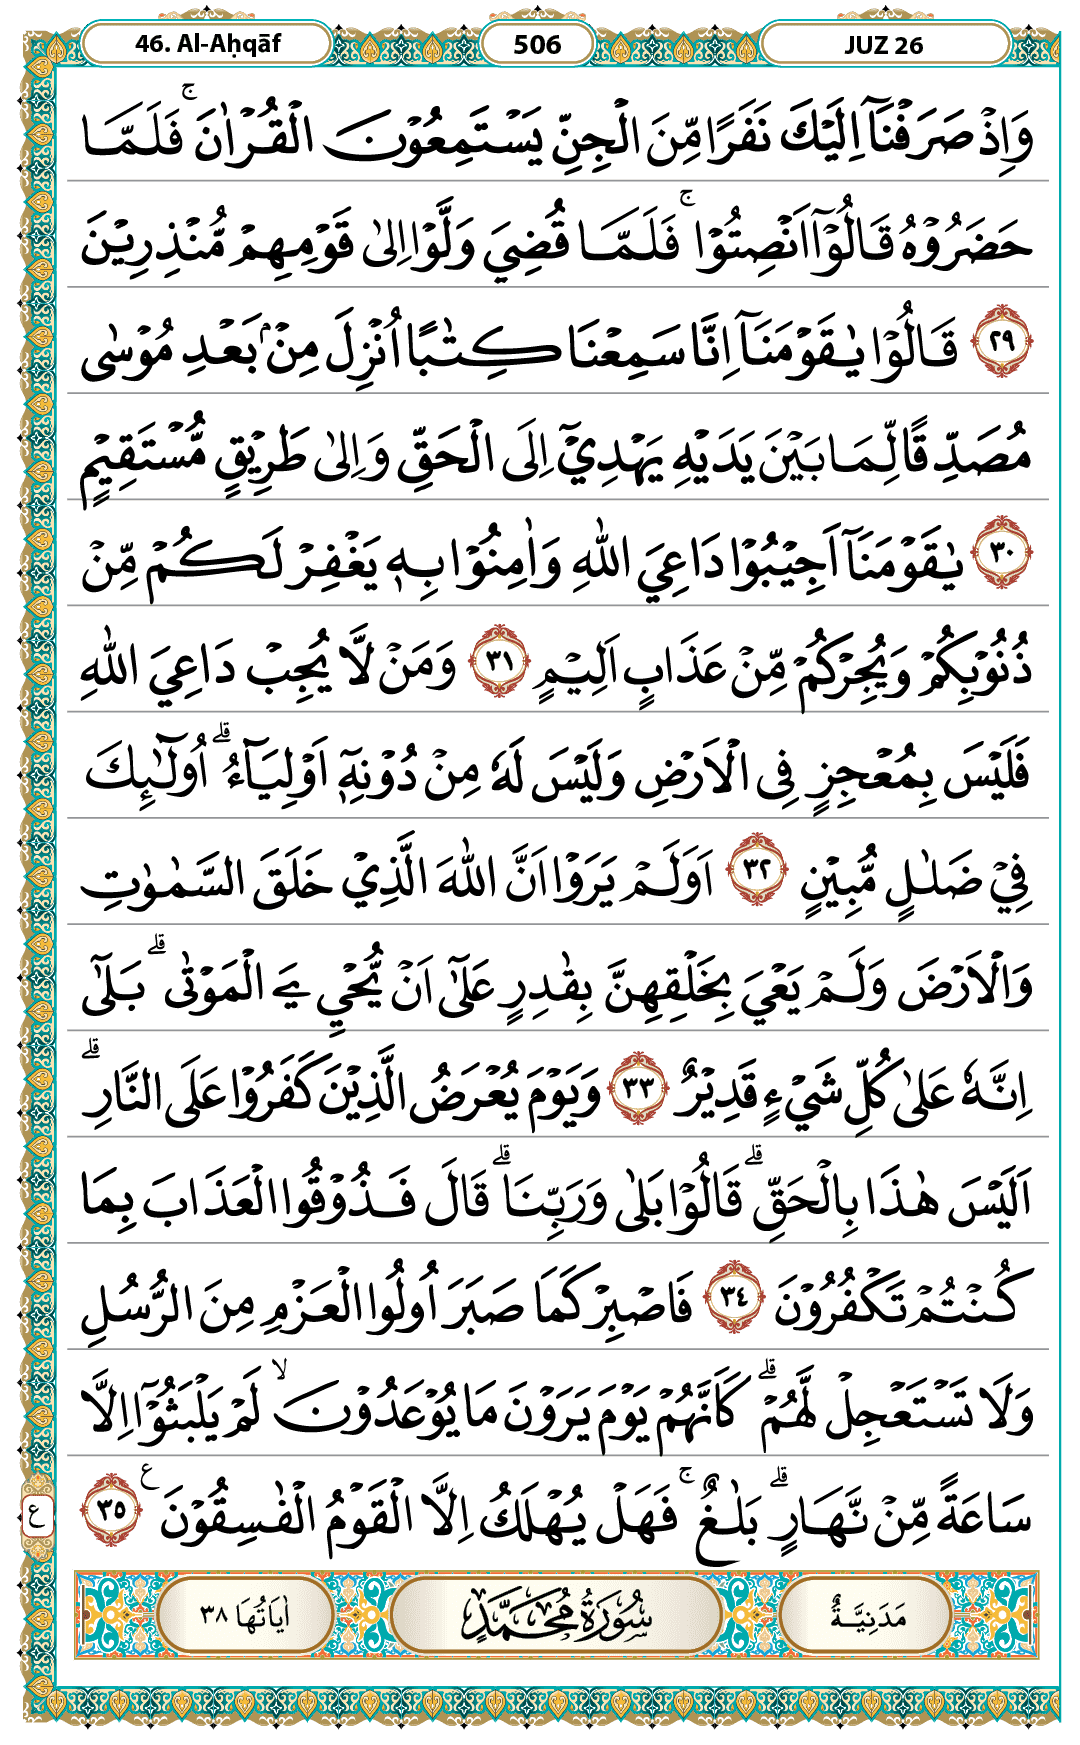 46. Al-Aḥqāf
506
JUZ 26
وَاِذْ صَرَفْنَآ اِلَيْكَ نَفَرًا مِّنَ الْجِنِّ يَسْتَمِعُوْنَ الْقُرْاٰنَ ۚ فَلَمَّا
حَضَرُوْهُ قَالُوْٓا اَنْصِتُوْا ۚ فَلَمَّا قُضِيَ وَلَّوْا اِلٰى قَوْمِهِمْ مُّنْذِرِيْنَ
٢٩ قَالُوْا يٰقَوْمَنَآ اِنَّا سَمِعْنَا كِتٰبًا اُنْزِلَ مِنْۢ بَعْدِ مُوْسٰى
مُصَدِّقًا لِّمَا بَيْنَ يَدَيْهِ يَهْدِيْٓ اِلَى الْحَقِّ وَاِلٰى طَرِيْقٍ مُّسْتَقِيْمٍ
٣٠ يٰقَوْمَنَآ اَجِيْبُوْا دَاعِيَ اللّٰهِ وَاٰمِنُوْا بِهٖ يَغْفِرْ لَكُمْ مِّنْ
ذُنُوْبِكُمْ وَيُجِرْكُمْ مِّنْ عَذَابٍ اَلِيْمٍ ٣١ وَمَنْ لَّا يُجِبْ دَاعِيَ اللّٰهِ
فَلَيْسَ بِمُعْجِزٍ فِى الْاَرْضِ وَلَيْسَ لَهٗ مِنْ دُوْنِهٖٓ اَوْلِيَآءُ ۗ اُولٰۤىِٕكَ
فِيْ ضَلٰلٍ مُّبِيْنٍ ٣٢ اَوَلَمْ يَرَوْا اَنَّ اللّٰهَ الَّذِيْ خَلَقَ السَّمٰوٰتِ
وَالْاَرْضَ وَلَمْ يَعْيَ بِخَلْقِهِنَّ بِقٰدِرٍ عَلٰٓى اَنْ يُّحْيِ يَ الْمَوْتٰى ۗ بَلٰٓى
اِنَّهٗ عَلٰى كُلِّ شَيْءٍ قَدِيْرٌ ٣٣ وَيَوْمَ يُعْرَضُ الَّذِيْنَ كَفَرُوْا عَلَى النَّارِ ۗ
اَلَيْسَ هٰذَا بِالْحَقِّ ۗ قَالُوْا بَلٰى وَرَبِّنَا ۗ قَالَ فَذُوْقُوا الْعَذَابَ بِمَا
كُنْتُمْ تَكْفُرُوْنَ ٣٤ فَاصْبِرْ كَمَا صَبَرَ اُولُوا الْعَزْمِ مِنَ الرُّسُلِ
وَلَا تَسْتَعْجِلْ لَّهُمْ ۗ كَاَنَّهُمْ يَوْمَ يَرَوْنَ مَا يُوْعَدُوْنَ ۙ لَمْ يَلْبَثُوْٓا اِلَّا
سَاعَةً مِّنْ نَّهَارٍ ۗ بَلٰغٌ ۚ فَهَلْ يُهْلَكُ اِلَّا الْقَوْمُ الْفٰسِقُوْنَ ࣖ ٣٥
ع
مَدَنِيَّةٌ
سُوْرَةُ مُحَمَّدٍ
اٰيَاتُهَا ٣٨